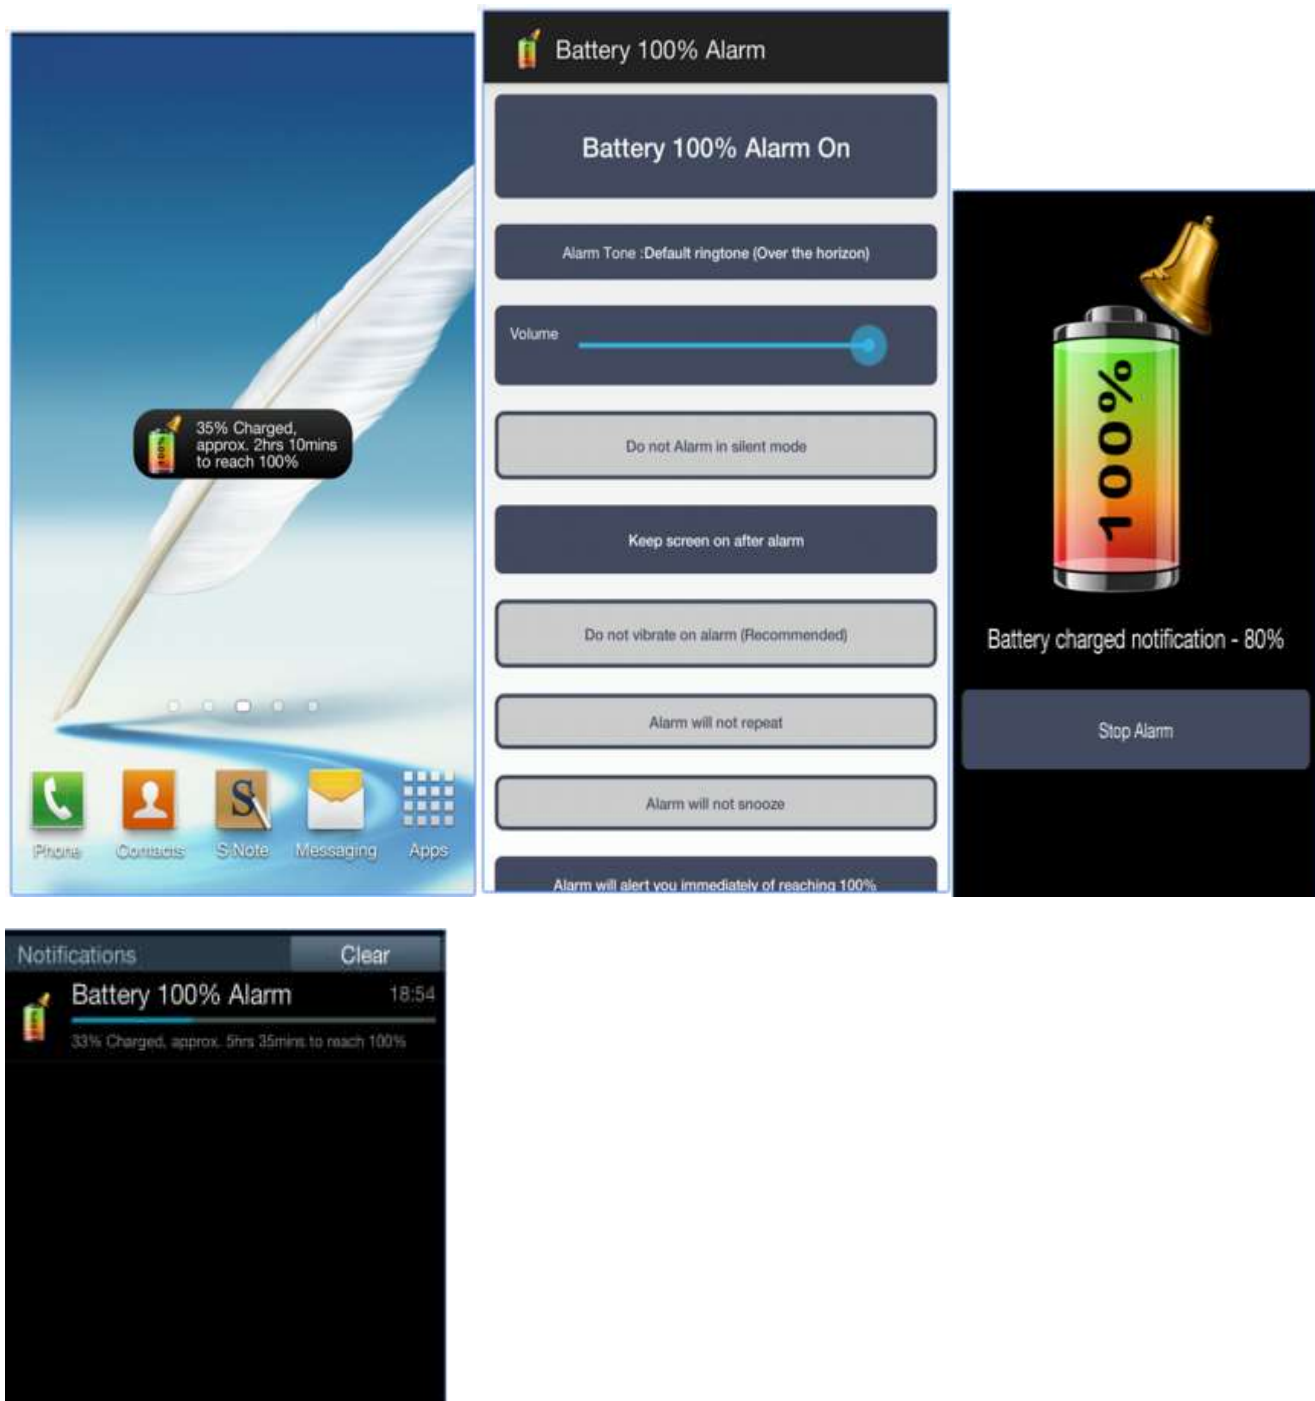 35% Charged,
approx. 2hrs 10mins
to reach 100%
Phone
Contacts
S Note
Messaging
Apps
Battery 100% Alarm
Battery 100% Alarm On
Alarm Tone :Default ringtone (Over the horizon)
Volume
Do not Alarm in silent mode
Keep screen on after alarm
Do not vibrate on alarm (Recommended)
Alarm will not repeat
Alarm will not snooze
Alarm will alert you immediately of reaching 100%
100%
Battery charged notification - 80%
Stop Alarm
Notifications
Clear
Battery 100% Alarm
18:54
33% Charged, approx. 5hrs 35mins to reach 100%